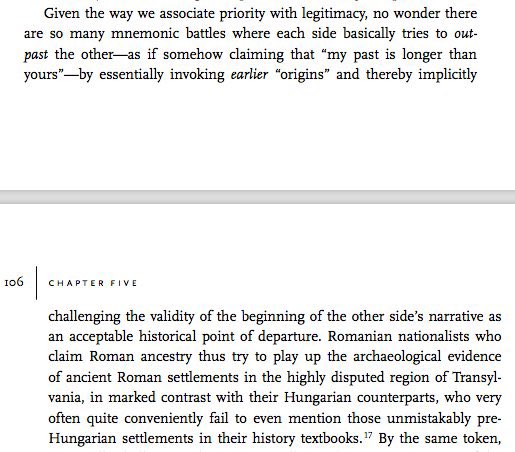 Given the way we associate priority with legitimacy, no wonder there
are so many mnemonic battles where each side basically tries to out-
past the other—as if somehow claiming that “my past is longer than
yours”—by essentially invoking earlier “origins” and thereby implicitly
106 CHAPTER FIVE
challenging the validity of the beginning of the other side’s narrative as
an acceptable historical point of departure. Romanian nationalists who
claim Roman ancestry thus try to play up the archaeological evidence
of ancient Roman settlements in the highly disputed region of Transyl-
vania, in marked contrast with their Hungarian counterparts, who very
often quite conveniently fail to even mention those unmistakably pre-
Hungarian settlements in their history textbooks.17 By the same token,